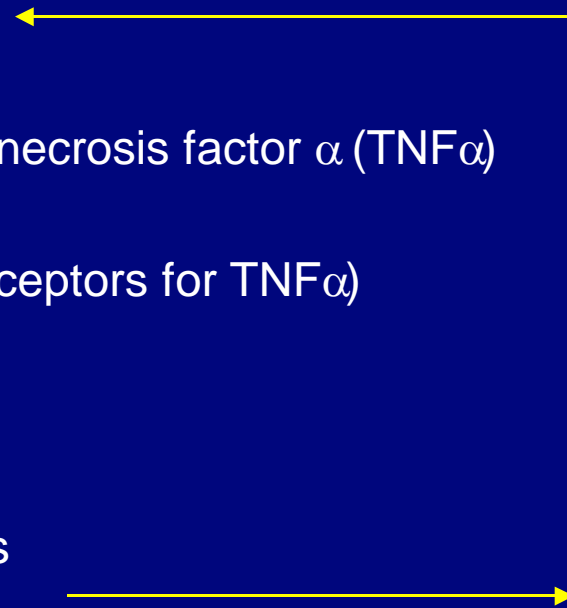 necrosis factor α (TNFα)
ceptors for TNFα)
s